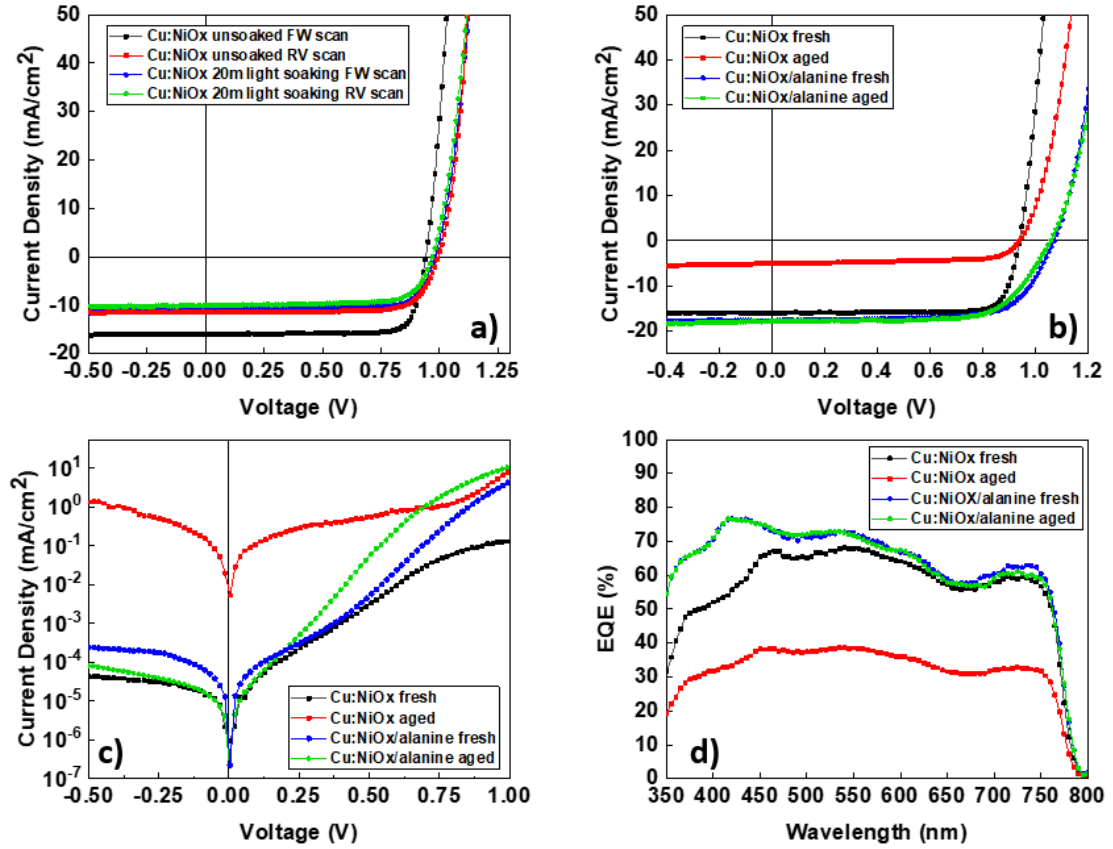 50
40
30
20
10
0
-10
-20
Current Density (mA/cm2)
Cu:NiOx unsoaked FW scan
Cu:NiOx unsoaked RV scan
Cu:NiOx 20m light soaking FW scan
Cu:NiOx 20m light soaking RV scan
a)
-0.50 -0.25 0.00 0.25 0.50 0.75 1.00 1.25
Voltage (V)
50
40
30
20
10
0
-10
-20
Current Density (mA/cm2)
Cu:NiOx fresh
Cu:NiOx aged
Cu:NiOx/alanine fresh
Cu:NiOx/alanine aged
b)
-0.4 -0.2 0.0 0.2 0.4 0.6 0.8 1.0 1.2
Voltage (V)
10^1
10^0
10^-1
10^-2
10^-3
10^-4
10^-5
10^-6
10^-7
Current Density (mA/cm2)
Cu:NiOx fresh
Cu:NiOx aged
Cu:NiOx/alanine fresh
Cu:NiOx/alanine aged
c)
-0.50 -0.25 0.00 0.25 0.50 0.75 1.00
Voltage (V)
100
90
80
70
60
50
40
30
20
10
0
EQE (%)
Cu:NiOx fresh
Cu:NiOx aged
Cu:NiOX/alanine fresh
Cu:NiOx/alanine aged
d)
350 400 450 500 550 600 650 700 750 800
Wavelength (nm)